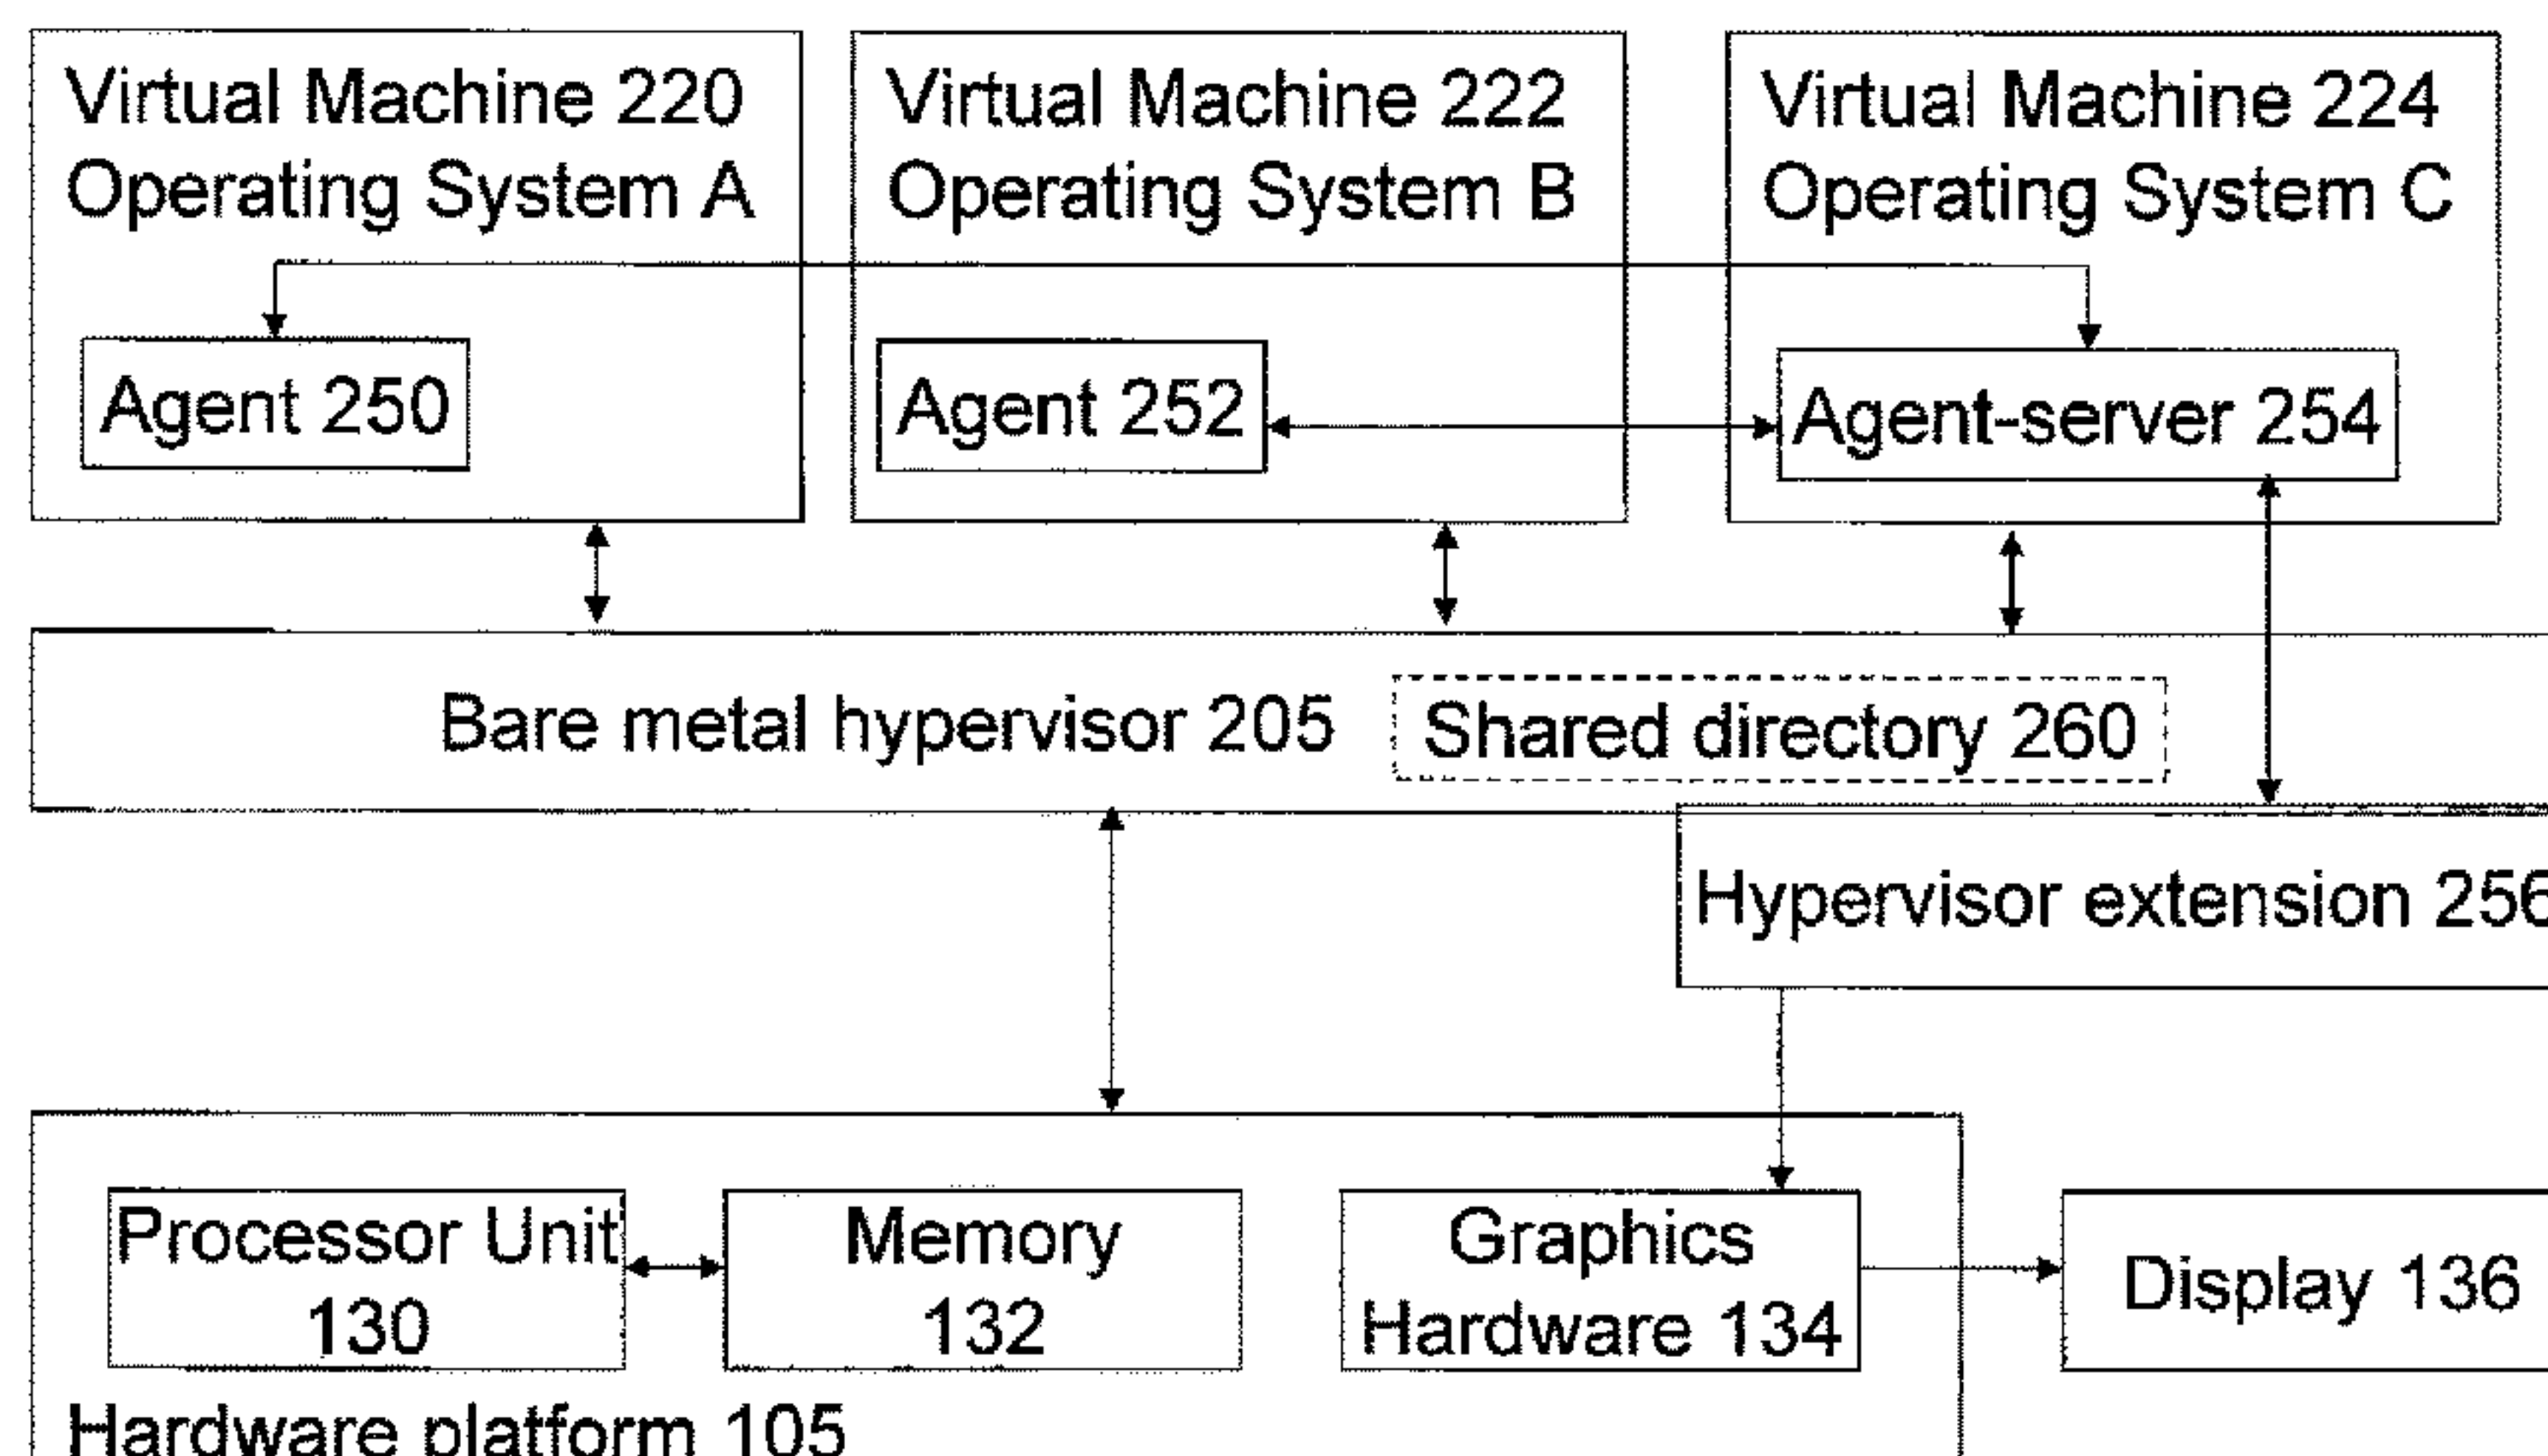 Virtual Machine 220
Operating System A
Virtual Machine 222
Operating System B
Virtual Machine 224
Operating System C
Agent 250
Agent 252
Agent-server 254
Bare metal hypervisor 205
Shared directory 260
Hypervisor extension 256
Processor Unit
130
Memory
132
Graphics
Hardware 134
Display 136
Hardware platform 105